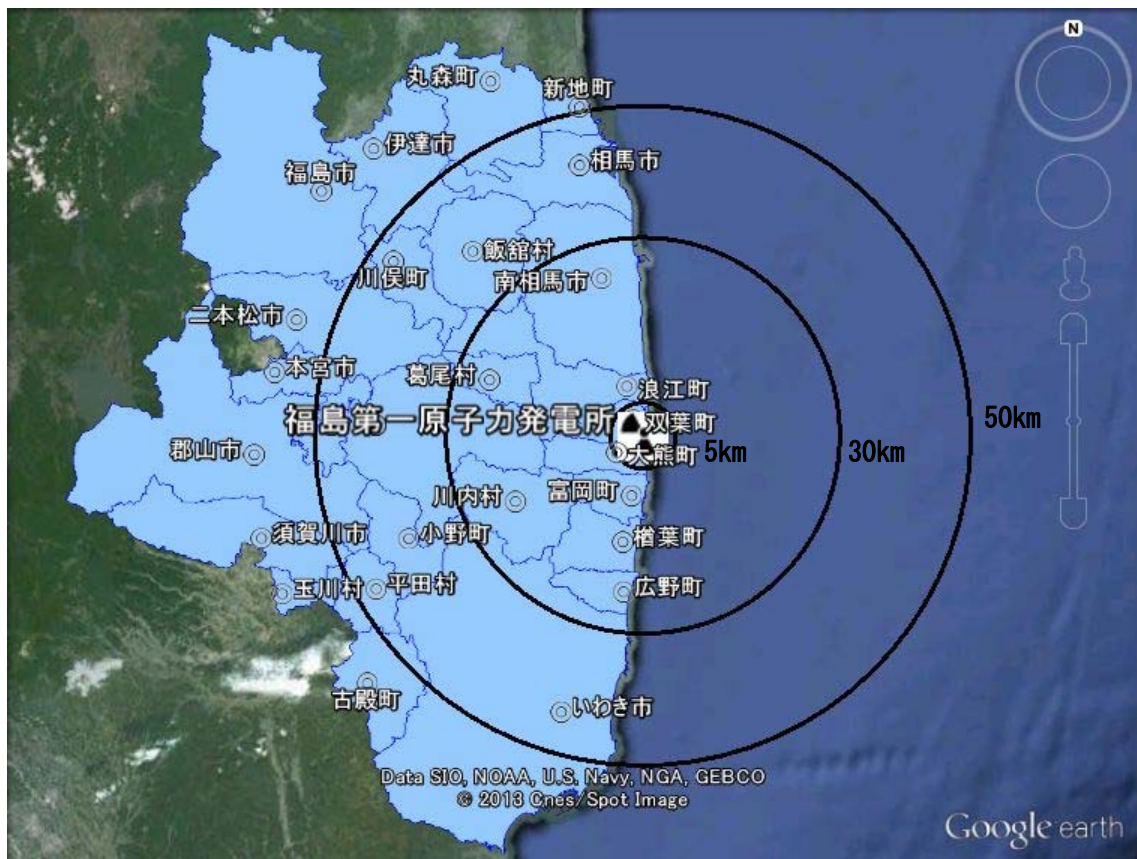 N
丸森町
新地町
伊達市
相馬市
福島市
飯舘村
川俣町
南相馬市
二本松市
本宮市
葛尾村
浪江町
福島第一原子力発電所
双葉町
50km
郡山市
大熊町
5km
30km
川内村
富岡町
須賀川市
小野町
楢葉町
玉川村
平田村
広野町
古殿町
いわき市
Data SIO, NOAA, U.S. Navy, NGA, GEBCO
© 2013 Cnes/Spot Image
Google earth